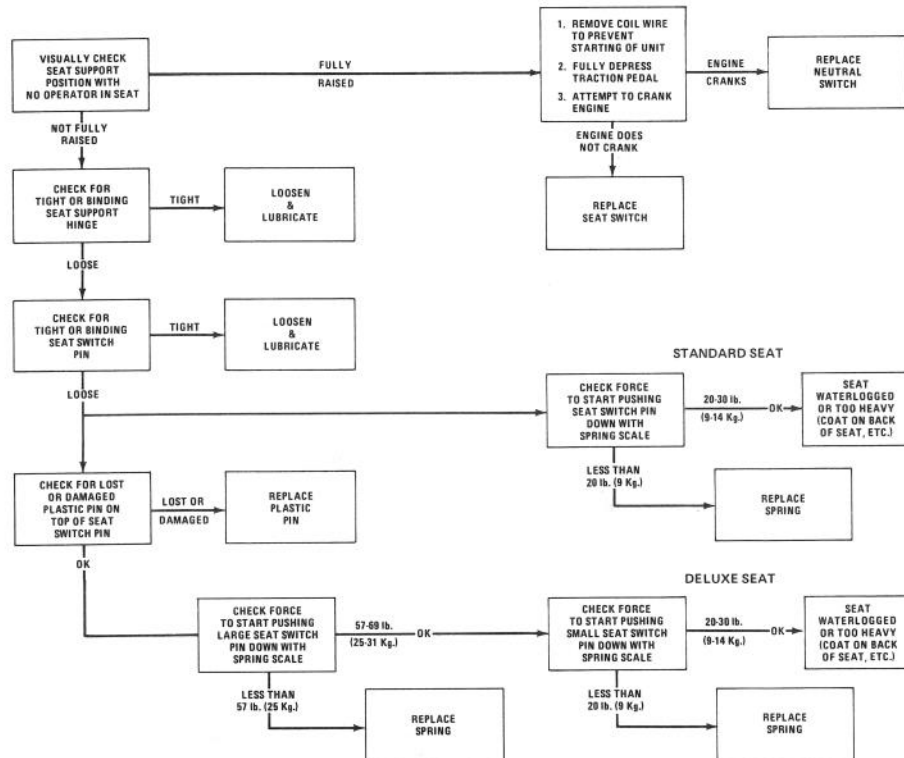 VISUALLY CHECK
SEAT SUPPORT
POSITION WITH
NO OPERATOR IN SEAT
FULLY
RAISED
1. REMOVE COIL WIRE
TO PREVENT
STARTING OF UNIT
2. FULLY DEPRESS
TRACTION PEDAL
3. ATTEMPT TO CRANK
ENGINE
ENGINE
CRANKS
REPLACE
NEUTRAL
SWITCH
NOT FULLY
RAISED
ENGINE DOES
NOT CRANK
REPLACE
SEAT SWITCH
CHECK FOR
TIGHT OR BINDING
SEAT SUPPORT
HINGE
TIGHT
LOOSEN
&
LUBRICATE
LOOSE
CHECK FOR
TIGHT OR BINDING
SEAT SWITCH
PIN
TIGHT
LOOSEN
&
LUBRICATE
LOOSE
STANDARD SEAT
CHECK FORCE
TO START PUSHING
SEAT SWITCH PIN
DOWN WITH
SPRING SCALE
20-30 lb.
(9-14 Kg.)
OK
SEAT
WATERLOGGED
OR TOO HEAVY
(COAT ON BACK
OF SEAT, ETC.)
LESS THAN
20 lb. (9 Kg.)
REPLACE
SPRING
CHECK FOR LOST
OR DAMAGED
PLASTIC PIN ON
TOP OF SEAT
SWITCH PIN
LOST OR
DAMAGED
REPLACE
PLASTIC
PIN
OK
DELUXE SEAT
CHECK FORCE
TO START PUSHING
LARGE SEAT SWITCH
PIN DOWN WITH
SPRING SCALE
57-69 lb.
(25-31 Kg.)
OK
CHECK FORCE
TO START PUSHING
SMALL SEAT SWITCH
PIN DOWN WITH
SPRING SCALE
20-30 lb.
(9-14 Kg.)
OK
SEAT
WATERLOGGED
OR TOO HEAVY
(COAT ON BACK
OF SEAT, ETC.)
LESS THAN
57 lb. (25 Kg.)
REPLACE
SPRING
LESS THAN
20 lb. (9 Kg.)
REPLACE
SPRING